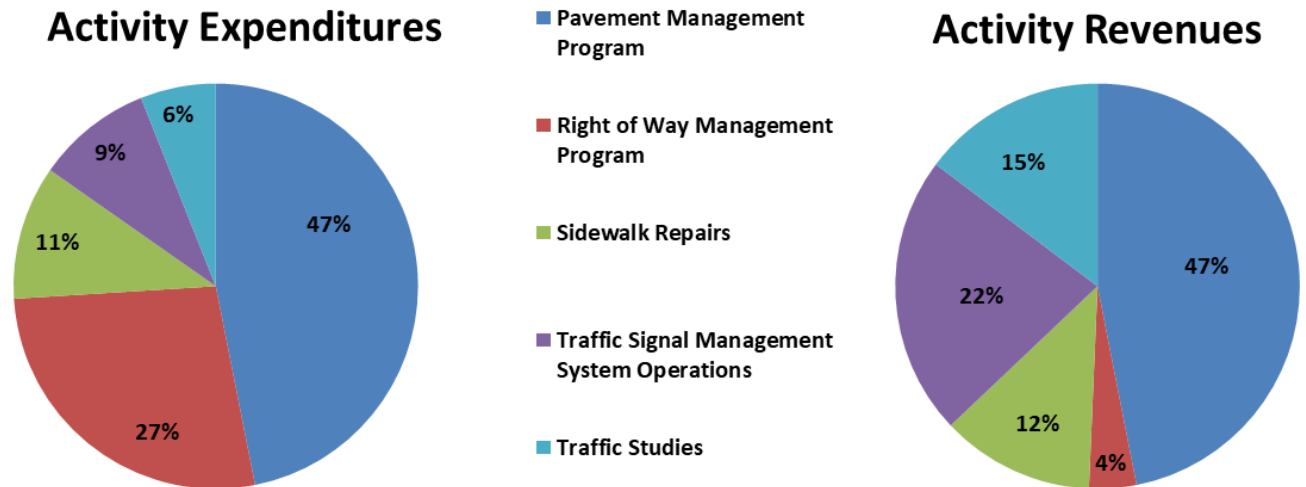 Activity Expenditures
6%
9%
11%
47%
27%
Pavement Management
Program
Right of Way Management
Program
Sidewalk Repairs
Traffic Signal Management
System Operations
Traffic Studies
Activity Revenues
15%
47%
22%
12%
4%